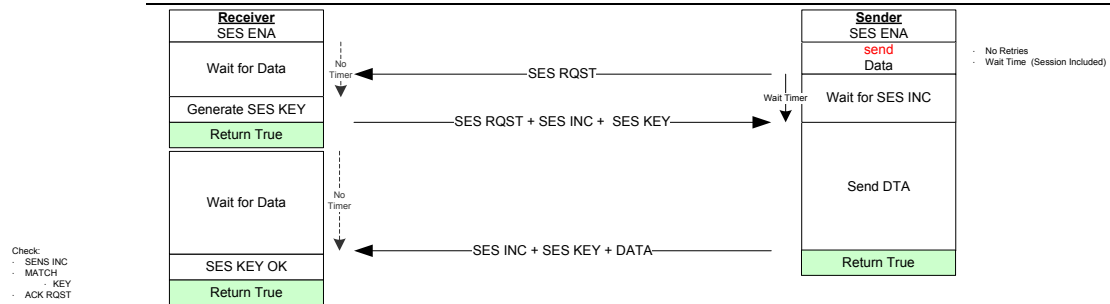 Receiver
SES ENA
Wait for Data
No
Timer
Generate SES KEY
Return True
Wait for Data
No
Timer
SES KEY OK
Return True
Check:
· SENS INC
· MATCH
· KEY
· ACK RQST
SES RQST
SES RQST + SES INC + SES KEY
SES INC + SES KEY + DATA
Wait Timer
Sender
SES ENA
send
Data
Wait for SES INC
Send DTA
Return True
· No Retries
· Wait Time (Session Included)